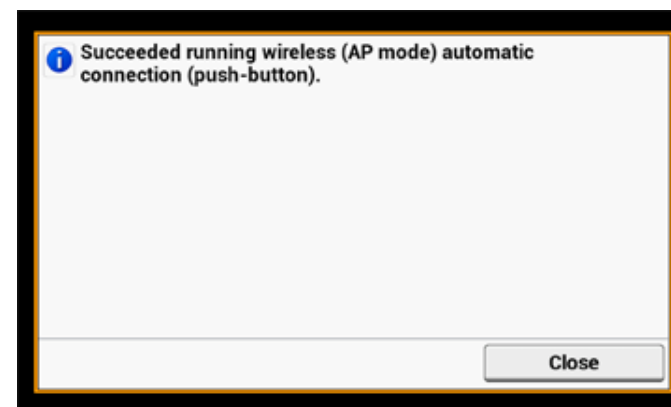 Succeeded running wireless (AP mode) automatic
connection (push-button).
Close